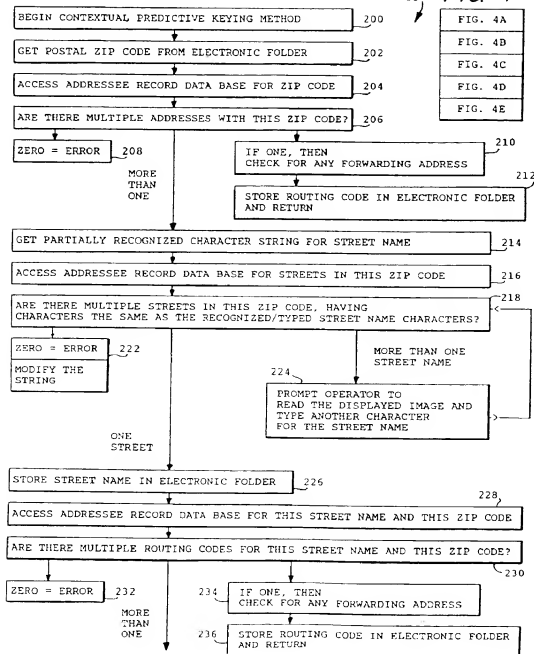 BEGIN CONTEXTUAL PREDICTIVE KEYING METHOD
200
GET POSTAL ZIP CODE FROM ELECTRONIC FOLDER
202
ACCESS ADDRESSEE RECORD DATA BASE FOR ZIP CODE
204
ARE THERE MULTIPLE ADDRESSES WITH THIS ZIP CODE?
206
FIG. 4A
FIG. 4B
FIG. 4C
FIG. 4D
FIG. 4E
ZERO = ERROR
208
MORE
THAN
ONE
210
IF ONE, THEN
CHECK FOR ANY FORWARDING ADDRESS
212
STORE ROUTING CODE IN ELECTRONIC FOLDER
AND RETURN
GET PARTIALLY RECOGNIZED CHARACTER STRING FOR STREET NAME
214
ACCESS ADDRESSEE RECORD DATA BASE FOR STREETS IN THIS ZIP CODE
216
218
ARE THERE MULTIPLE STREETS IN THIS ZIP CODE, HAVING
CHARACTERS THE SAME AS THE RECOGNIZED/TYPED STREET NAME CHARACTERS?
ZERO = ERROR
222
MODIFY THE
STRING
MORE THAN ONE
STREET NAME
224
PROMPT OPERATOR TO
READ THE DISPLAYED IMAGE AND
TYPE ANOTHER CHARACTER
FOR THE STREET NAME
ONE
STREET
STORE STREET NAME IN ELECTRONIC FOLDER
226
228
ACCESS ADDRESSEE RECORD DATA BASE FOR THIS STREET NAME AND THIS ZIP CODE
ARE THERE MULTIPLE ROUTING CODES FOR THIS STREET NAME AND THIS ZIP CODE?
230
ZERO = ERROR
232
MORE
THAN
ONE
234
IF ONE, THEN
CHECK FOR ANY FORWARDING ADDRESS
236
STORE ROUTING CODE IN ELECTRONIC FOLDER
AND RETURN